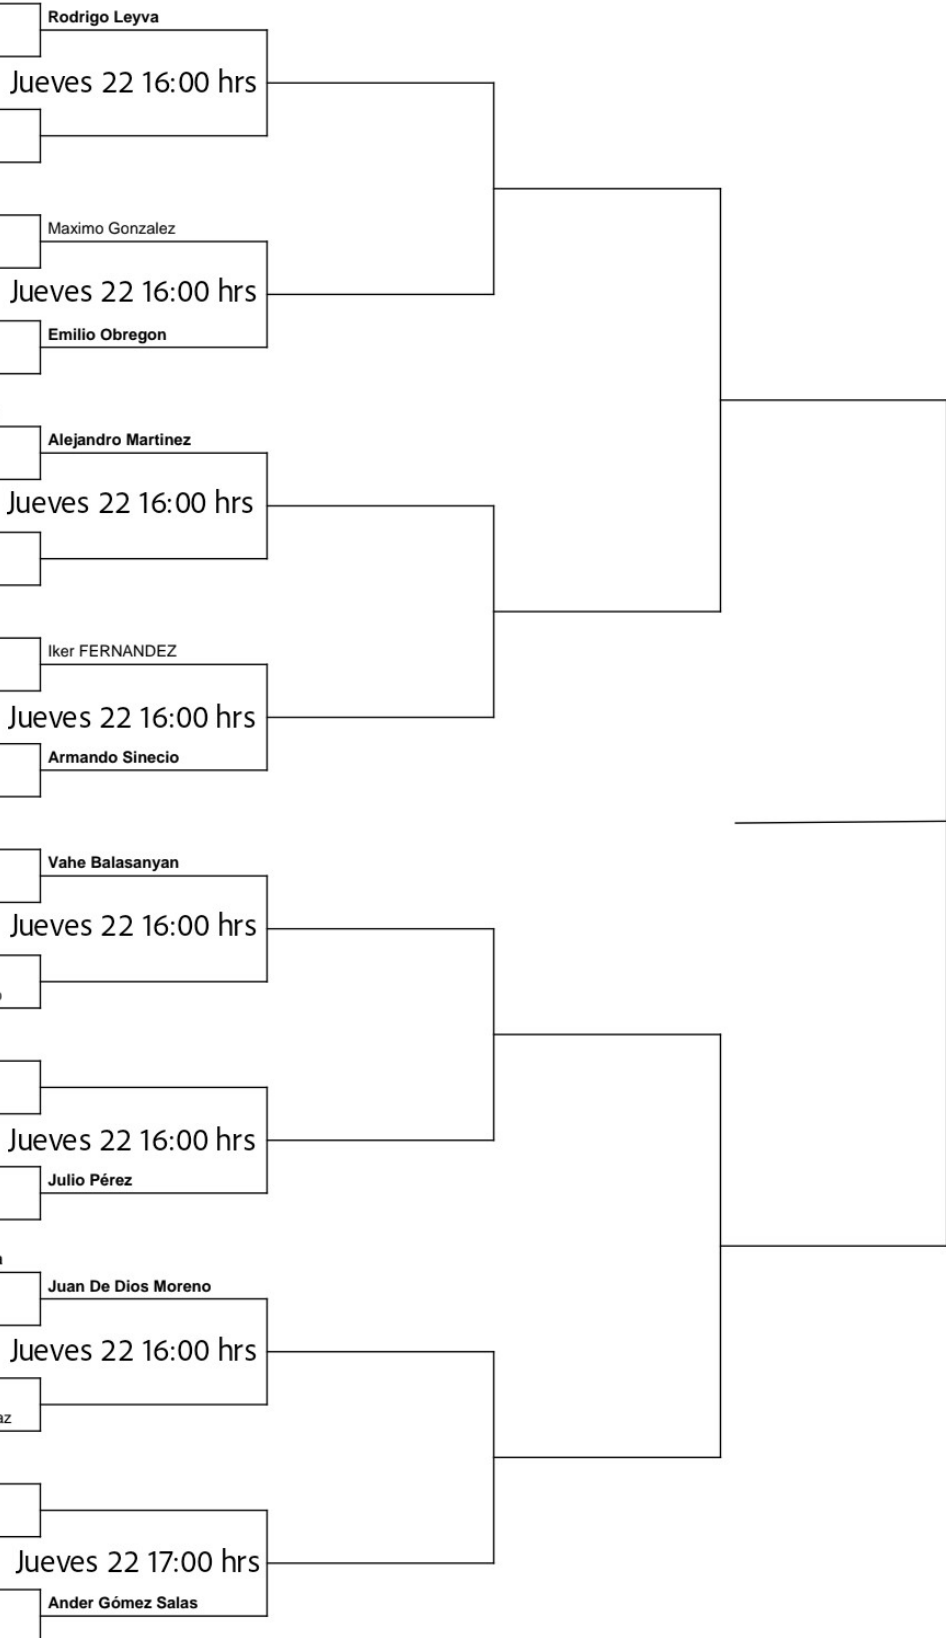 Rodrigo Leyva
Jueves 22 16:00 hrs
Maximo Gonzalez
Jueves 22 16:00 hrs
Emilio Obregon
Alejandro Martinez
Jueves 22 16:00 hrs
Iker FERNANDEZ
Jueves 22 16:00 hrs
Armando Sinecio
Vahe Balasanyan
Jueves 22 16:00 hrs
Jueves 22 16:00 hrs
Julio Pérez
Juan De Dios Moreno
Jueves 22 16:00 hrs
az
Jueves 22 17:00 hrs
Ander Gómez Salas